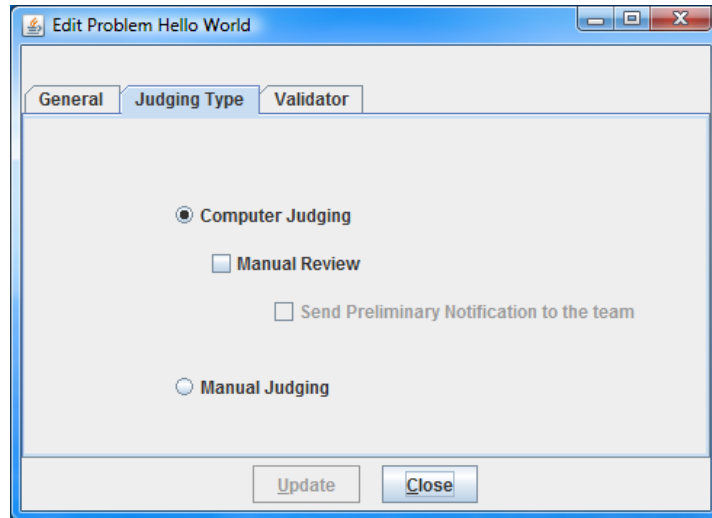 Edit Problem Hello World
General Judging Type Validator
Computer Judging
Manual Review
Send Preliminary Notification to the team
Manual Judging
Update Close